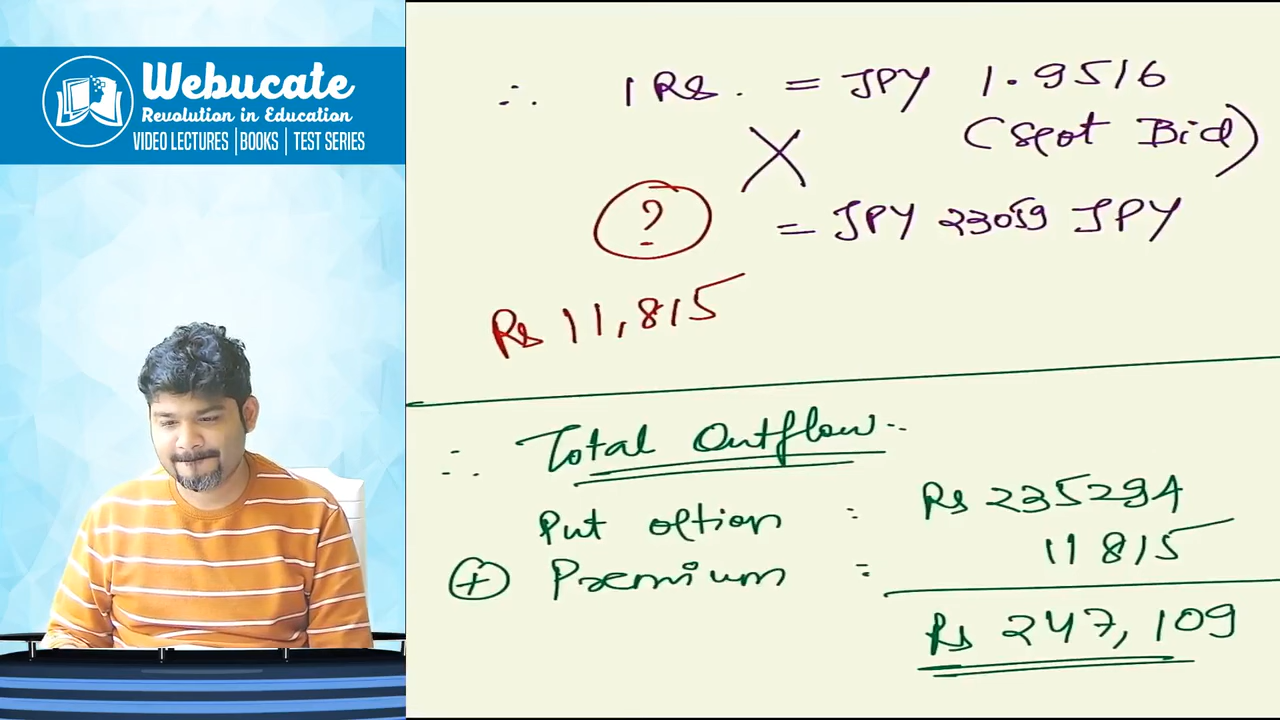 Webucate
Revolution in Education
VIDEO LECTURES | BOOKS | TEST SERIES
∴ 1 Rs. = JPY 1.9516
(Spot Bid)
? = JPY 23059 JPY
Rs 11,815
∴ Total Outflow..
Put oltion : Rs 235294
+ Premium : 11815
Rs 247,109